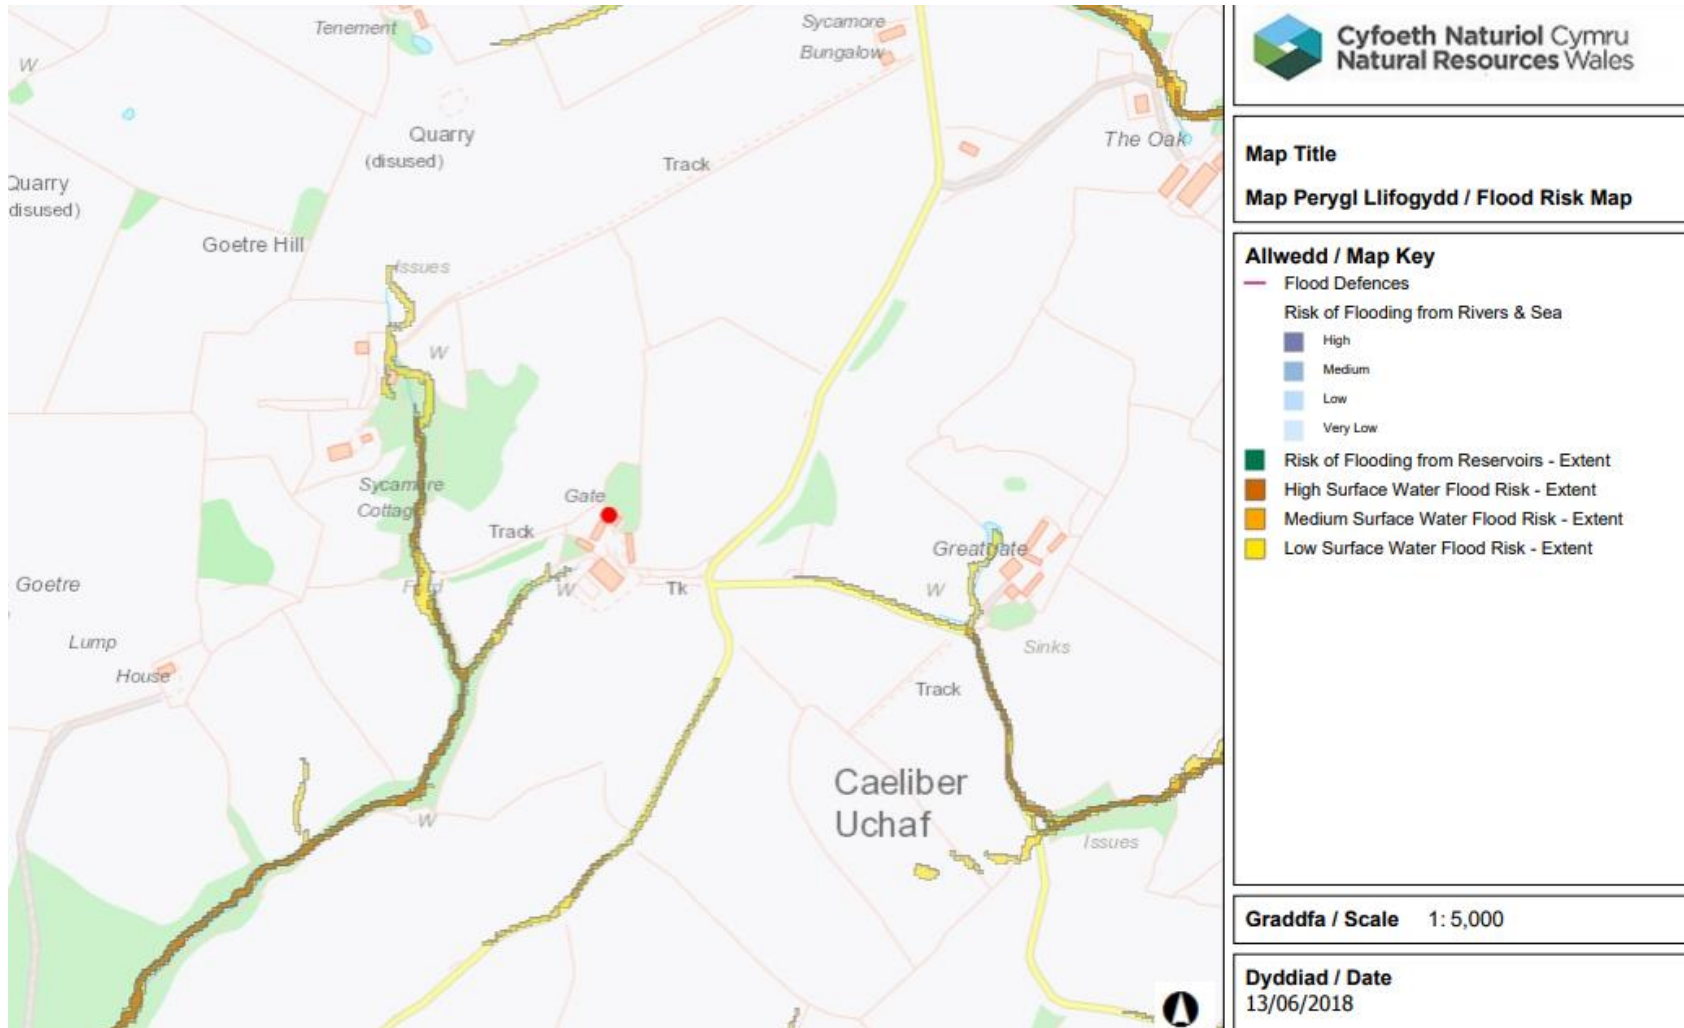 Tenement
Sycamore
Bungalow
W
Quarry
(disused)
The Oak
Track
Quarry
disused)
Goetre Hill
Issues
W
Gate
Sycamore
Cottage
Track
Greatgate
Goetre
Ford
W
Tk
W
Lump
House
Sinks
Track
Caeliber
Uchaf
W
Issues
Cyfoeth Naturiol Cymru
Natural Resources Wales
Map Title
Map Perygl Llifogydd / Flood Risk Map
Allwedd / Map Key
Flood Defences
Risk of Flooding from Rivers & Sea
High
Medium
Low
Very Low
Risk of Flooding from Reservoirs - Extent
High Surface Water Flood Risk - Extent
Medium Surface Water Flood Risk - Extent
Low Surface Water Flood Risk - Extent
Graddfa / Scale 1: 5,000
Dyddiad / Date
13/06/2018